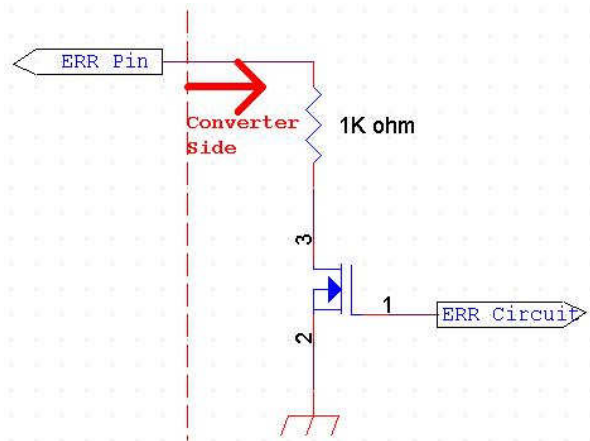 ERR Pin
Converter
Side
1K ohm
3
1
ERR Circuit
2